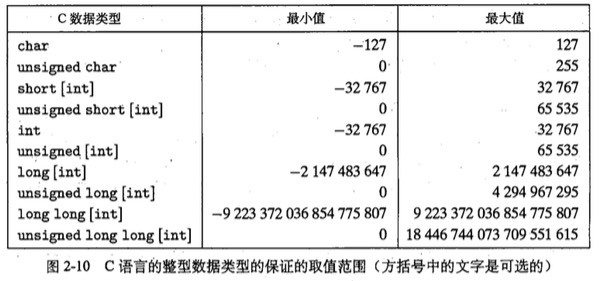 C 数据类型 最小值 最大值
char −127 127
unsigned char 0 255
short [int] −32 767 32 767
unsigned short [int] 0 65 535
int −32 767 32 767
unsigned [int] 0 65 535
long [int] −2 147 483 647 2 147 483 647
unsigned long [int] 0 4 294 967 295
long long [int] −9 223 372 036 854 775 807 9 223 372 036 854 775 807
unsigned long long [int] 0 18 446 744 073 709 551 615
图 2-10 C 语言的整型数据类型的保证的取值范围（方括号中的文字是可选的）